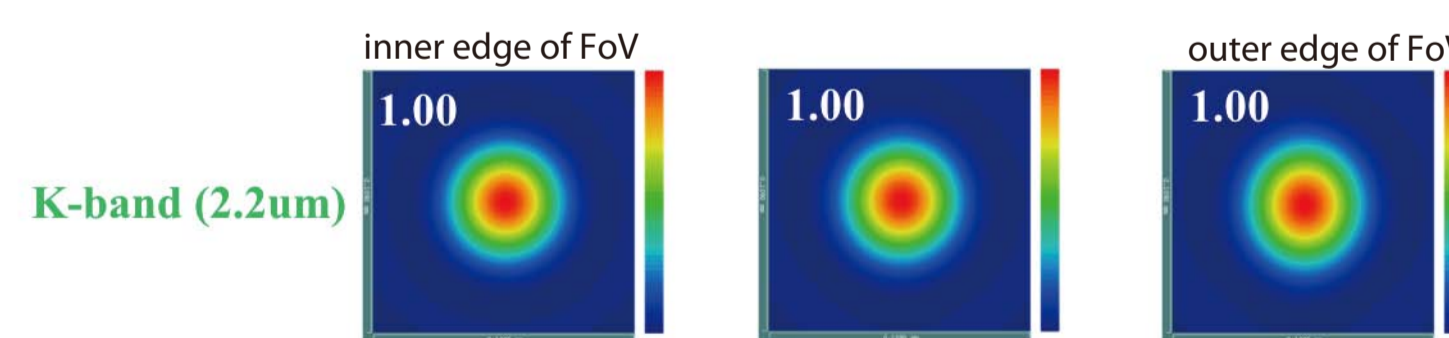 inner edge of FoV
outer edge of Fo
1.00
1.00
1.00
K-band (2.2um)